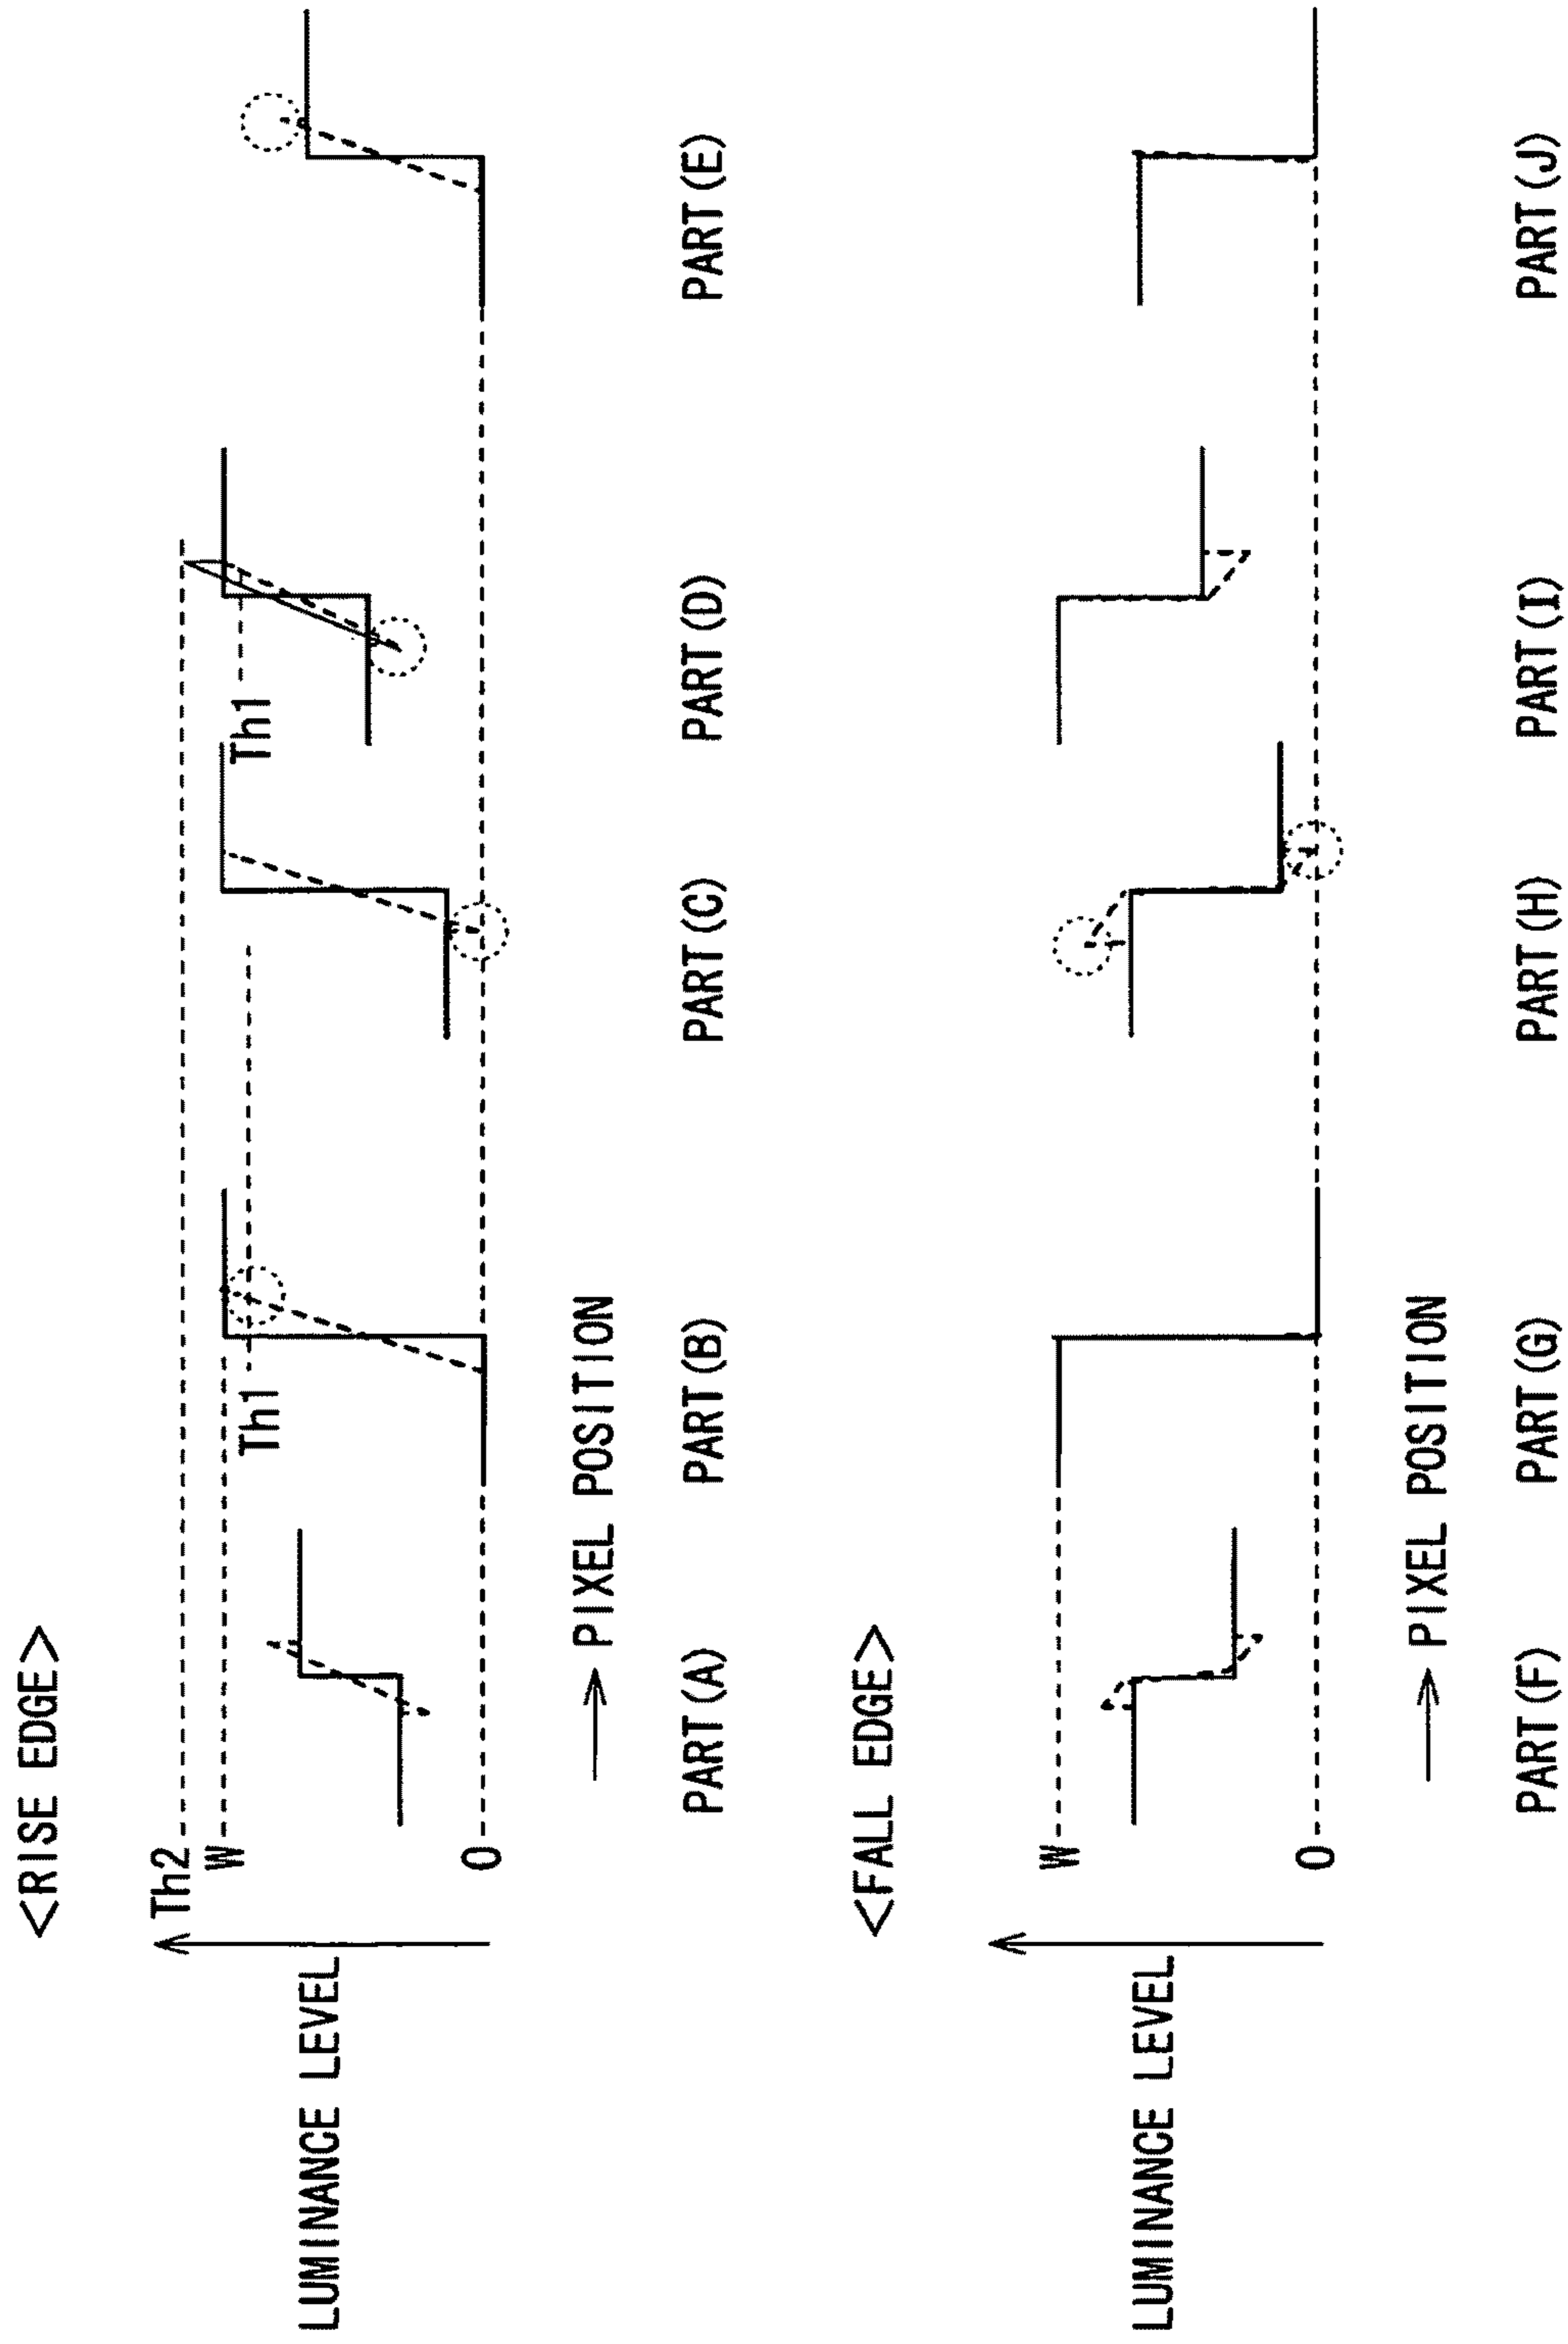 <RISE EDGE>
Th2
W
Th1
Th1
0
LUMINANCE LEVEL
PIXEL POSITION
PART(A) PART(B) PART(C) PART(D) PART(E)
<FALL EDGE>
W
0
LUMINANCE LEVEL
PIXEL POSITION
PART(F) PART(G) PART(H) PART(I) PART(J)